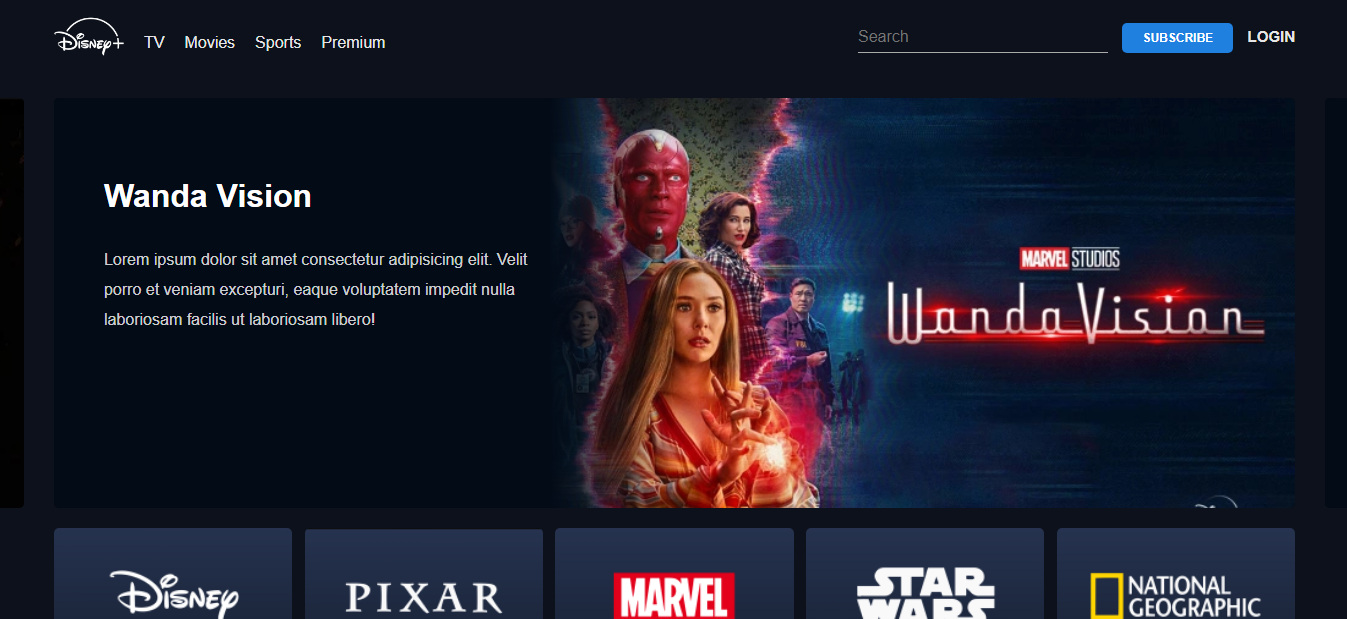 Disney+
TV Movies Sports Premium
Search
SUBSCRIBE
LOGIN
Wanda Vision
Lorem ipsum dolor sit amet consectetur adipisicing elit. Velit
porro et veniam excepturi, eaque voluptatem impedit nulla
laboriosam facilis ut laboriosam libero!
MARVEL STUDIOS
WandaVision
Disney
PIXAR
MARVEL
STAR
WARS
NATIONAL
GEOGRAPHIC